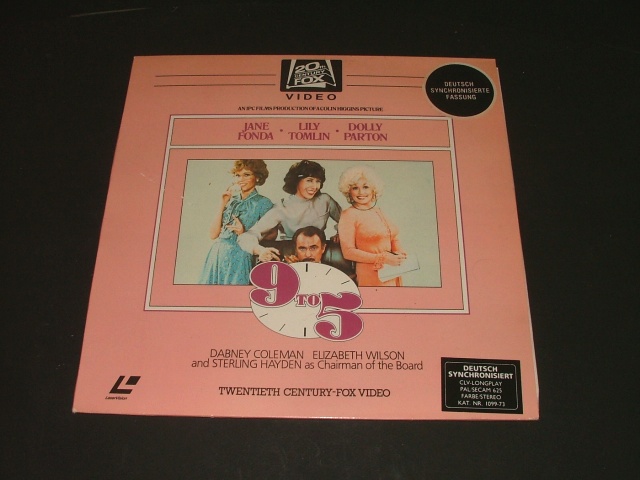 20th
CENTURY
FOX
VIDEO
DEUTSCH
SYNCHRONISIERTE
FASSUNG
AN IPC FILMS PRODUCTION OF A COLIN HIGGINS PICTURE
JANE FONDA • LILY TOMLIN • DOLLY PARTON
9 TO 5
DABNEY COLEMAN ELIZABETH WILSON
and STERLING HAYDEN as Chairman of the Board
TWENTIETH CENTURY-FOX VIDEO
LaserVision
DEUTSCH
SYNCHRONISIERT
CLV-LONGPLAY
PAL/SECAM 625
FARBE/STEREO
KAT. NR. 1099-73